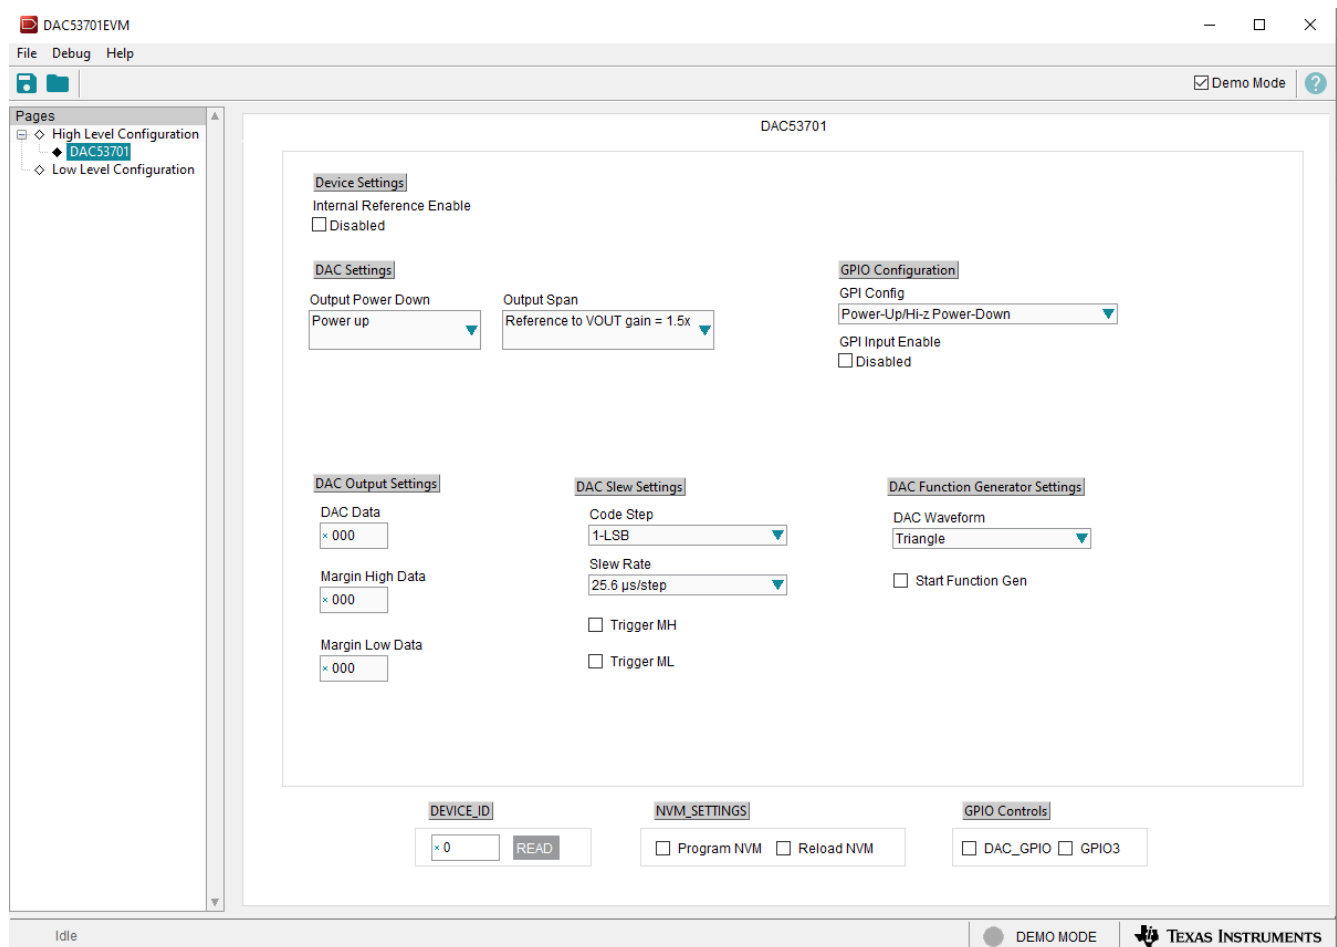 DAC53701EVM
File Debug Help
Demo Mode
?
Pages
High Level Configuration
DAC53701
Low Level Configuration
DAC53701
Device Settings
Internal Reference Enable
Disabled
DAC Settings
GPIO Configuration
Output Power Down
Output Span
GPI Config
Power up
Reference to VOUT gain = 1.5x
Power-Up/Hi-z Power-Down
GPI Input Enable
Disabled
DAC Output Settings
DAC Slew Settings
DAC Function Generator Settings
DAC Data
Code Step
DAC Waveform
× 000
1-LSB
Triangle
Margin High Data
Slew Rate
Start Function Gen
× 000
25.6 µs/step
Trigger MH
Margin Low Data
Trigger ML
× 000
DEVICE_ID
NVM_SETTINGS
GPIO Controls
× 0 READ
Program NVM Reload NVM
DAC_GPIO GPIO3
Idle
DEMO MODE
TEXAS INSTRUMENTS